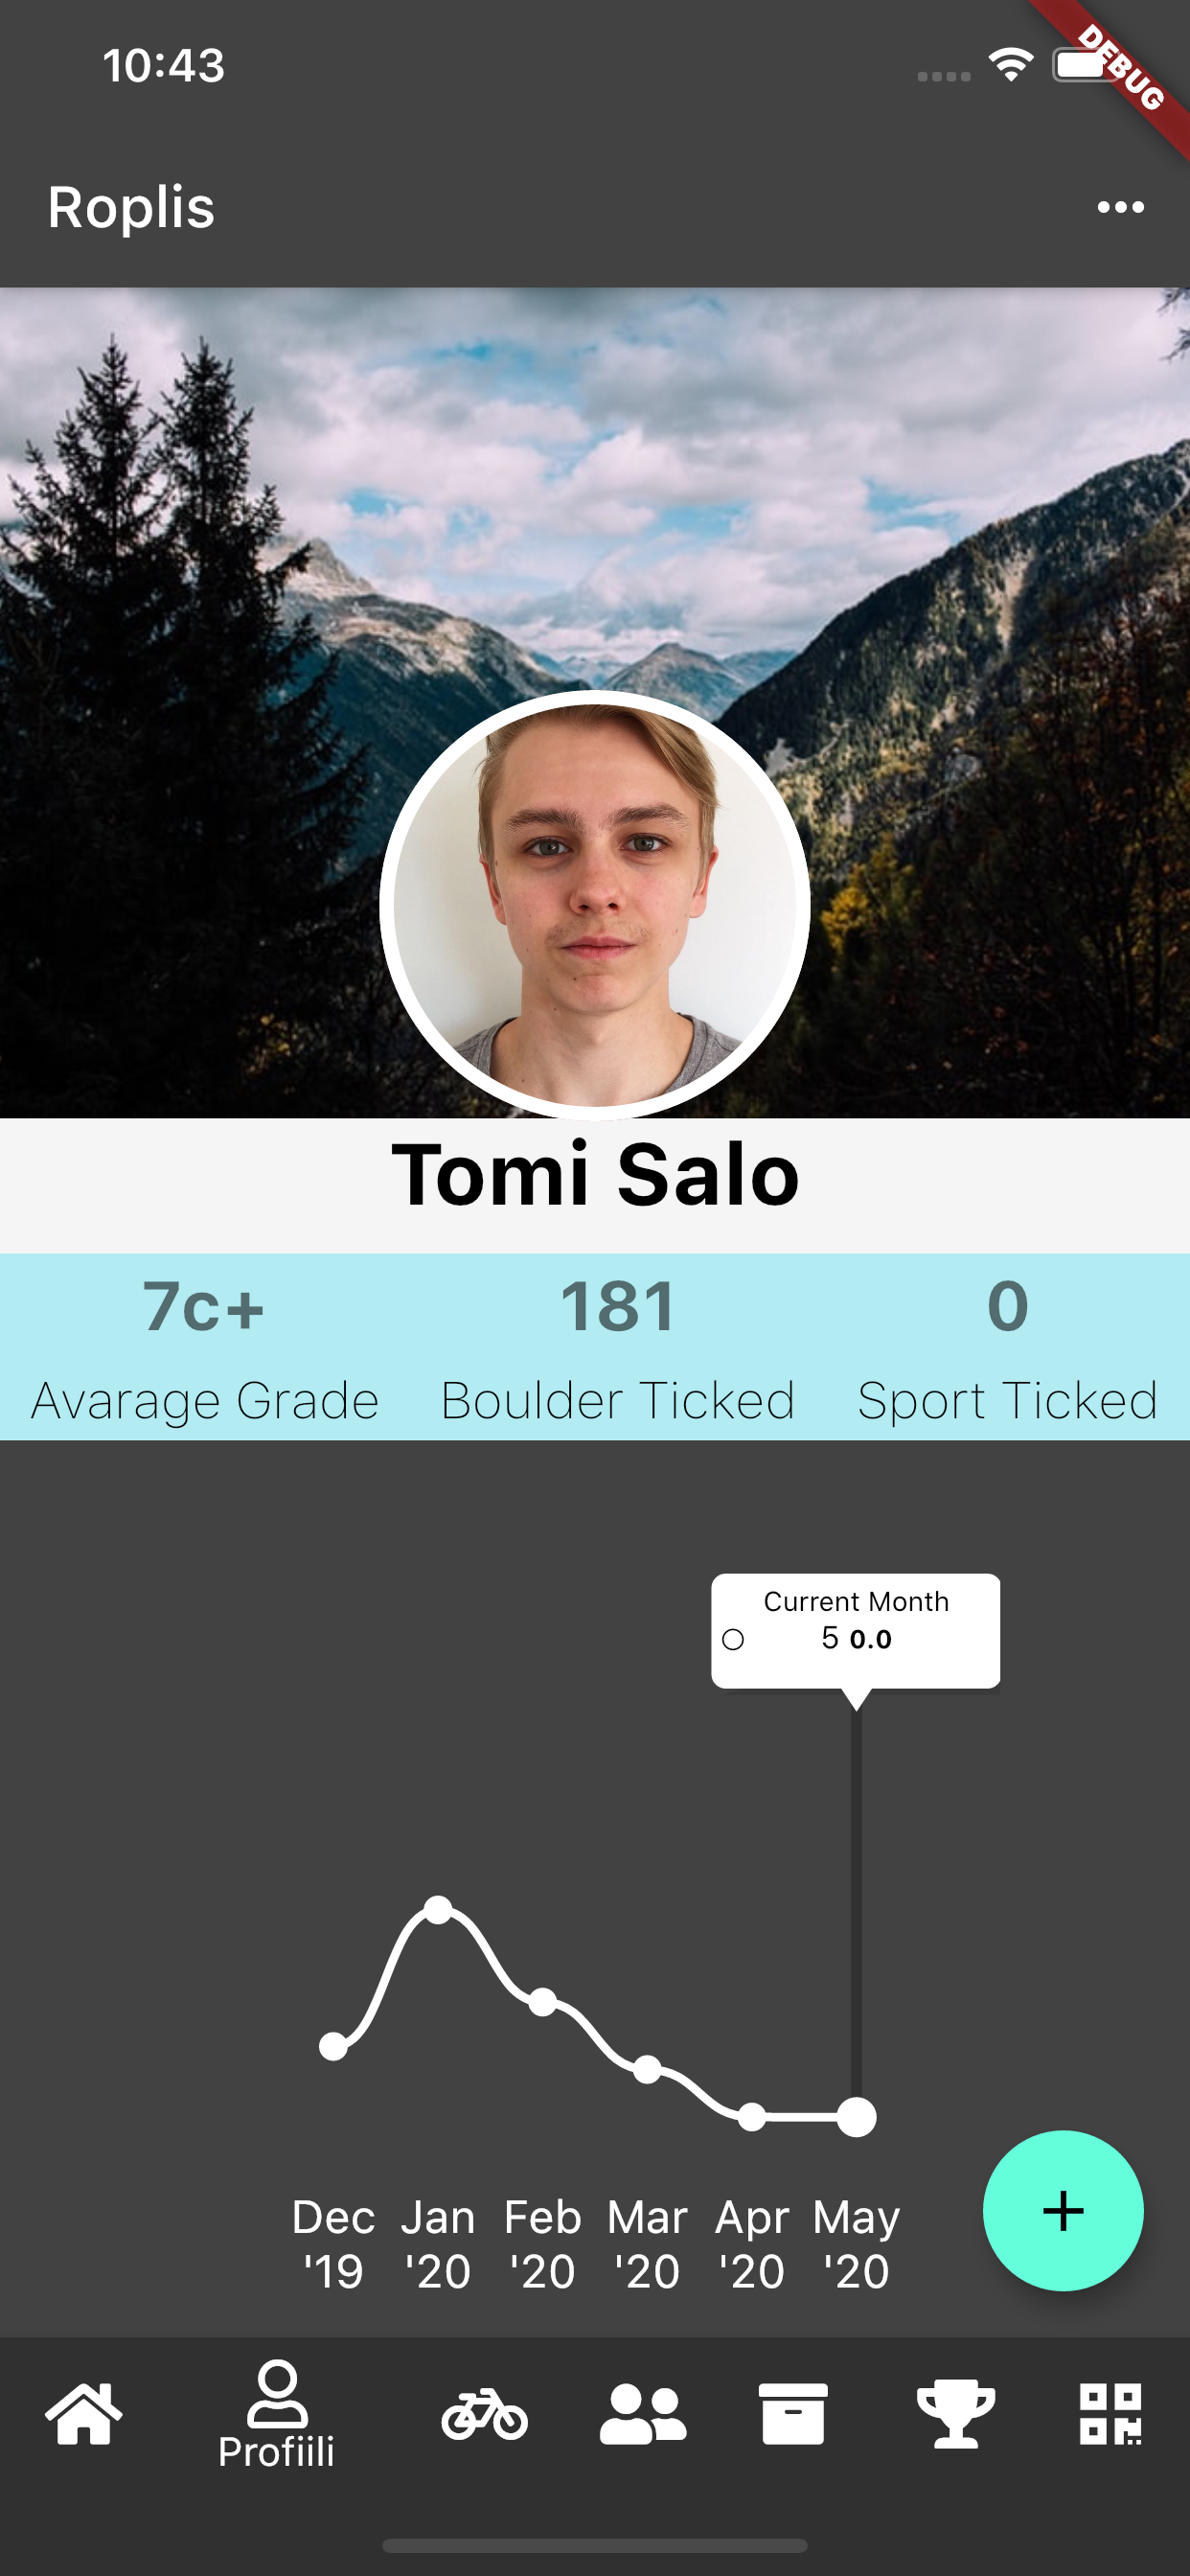 10:43
DEBUG
Roplis
Tomi Salo
7c+ 181 0
Avarage Grade Boulder Ticked Sport Ticked
Current Month
5 0.0
Dec Jan Feb Mar Apr May
'19 '20 '20 '20 '20 '20
Profiili